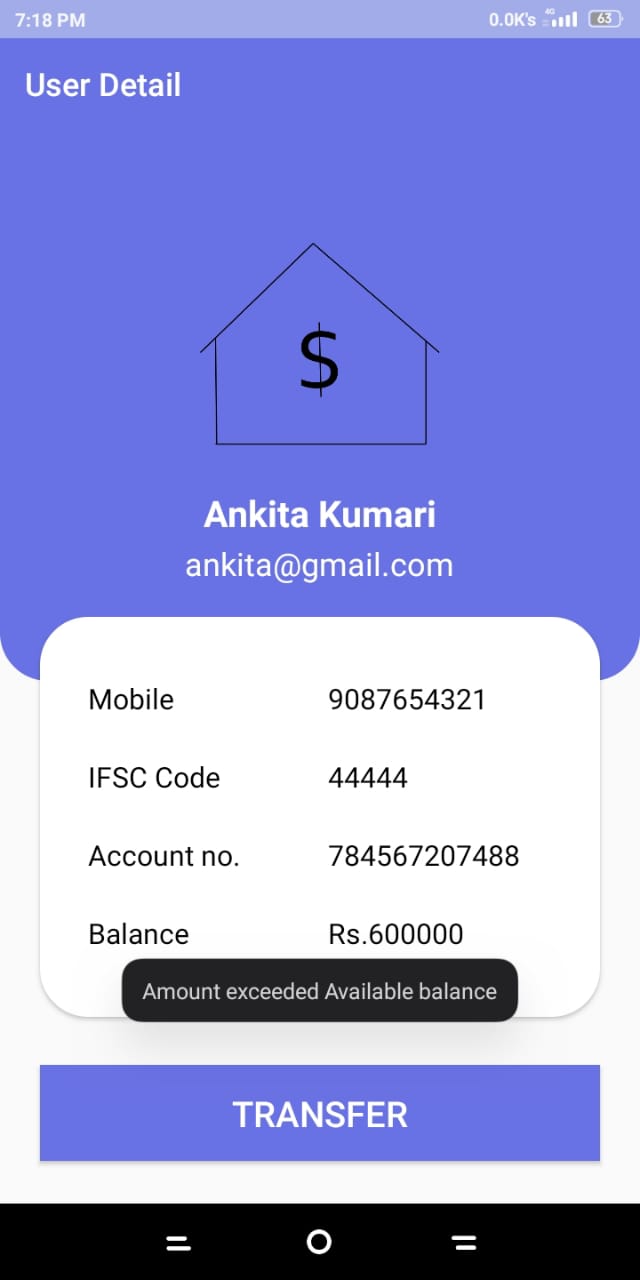 7:18 PM 0.0K's 4G 63
User Detail
$
Ankita Kumari
ankita@gmail.com
Mobile 9087654321
IFSC Code 44444
Account no. 784567207488
Balance Rs.600000
Amount exceeded Available balance
TRANSFER